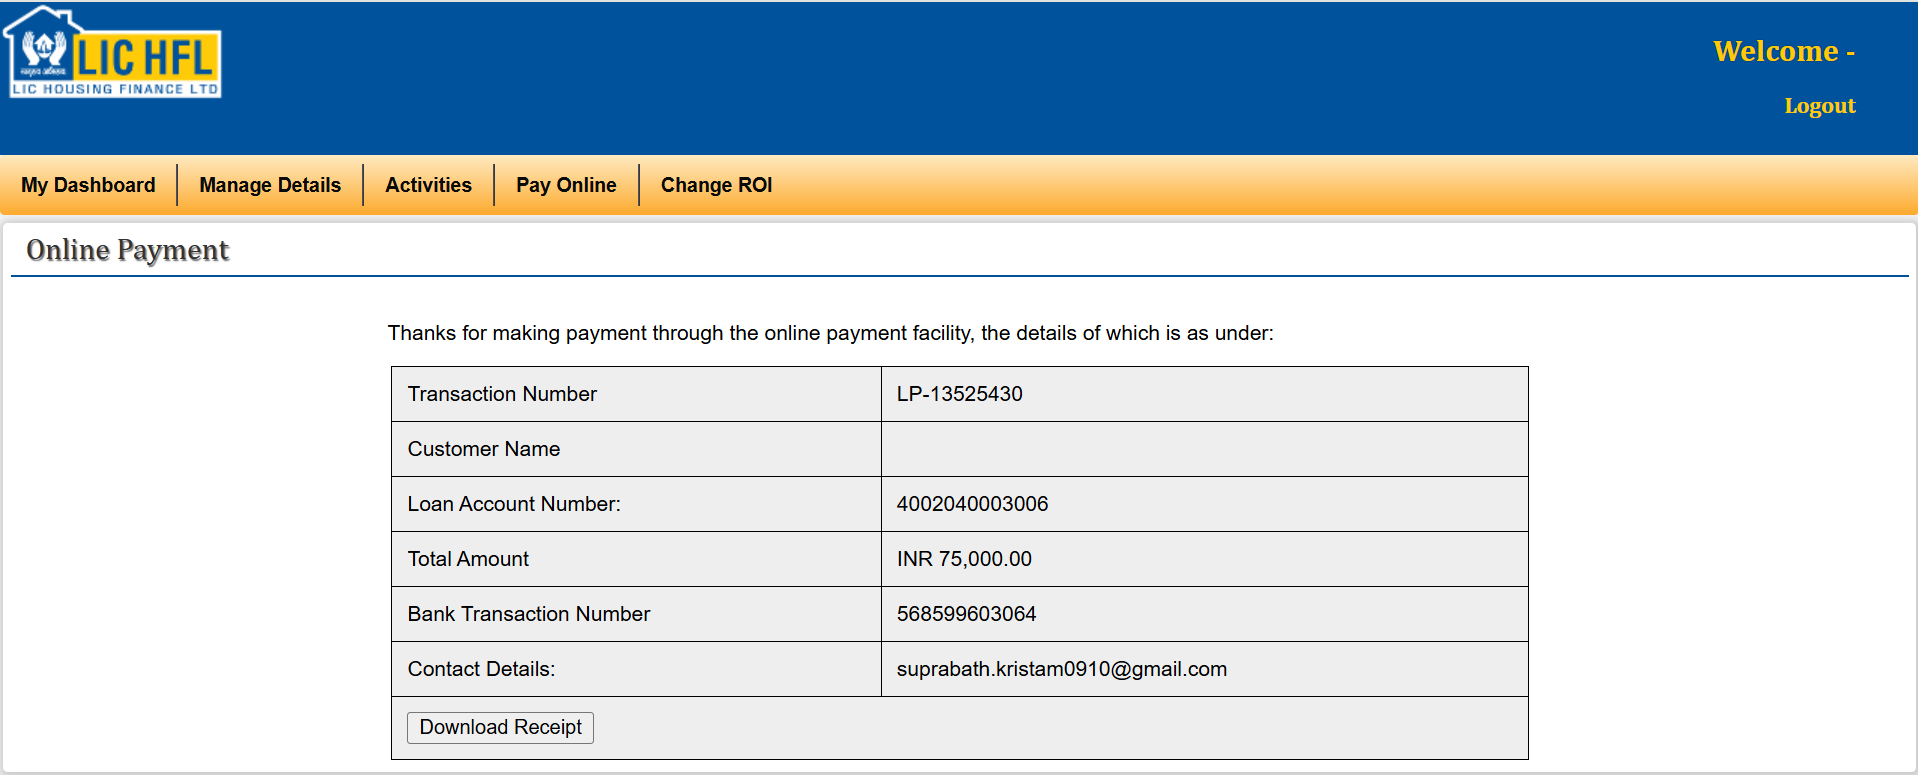 LIC HFL
LIC HOUSING FINANCE LTD
Welcome -
Logout
My Dashboard
Manage Details
Activities
Pay Online
Change ROI
Online Payment
Thanks for making payment through the online payment facility, the details of which is as under:
Transaction Number LP-13525430
Customer Name
Loan Account Number: 4002040003006
Total Amount INR 75,000.00
Bank Transaction Number 568599603064
Contact Details: suprabath.kristam0910@gmail.com
Download Receipt